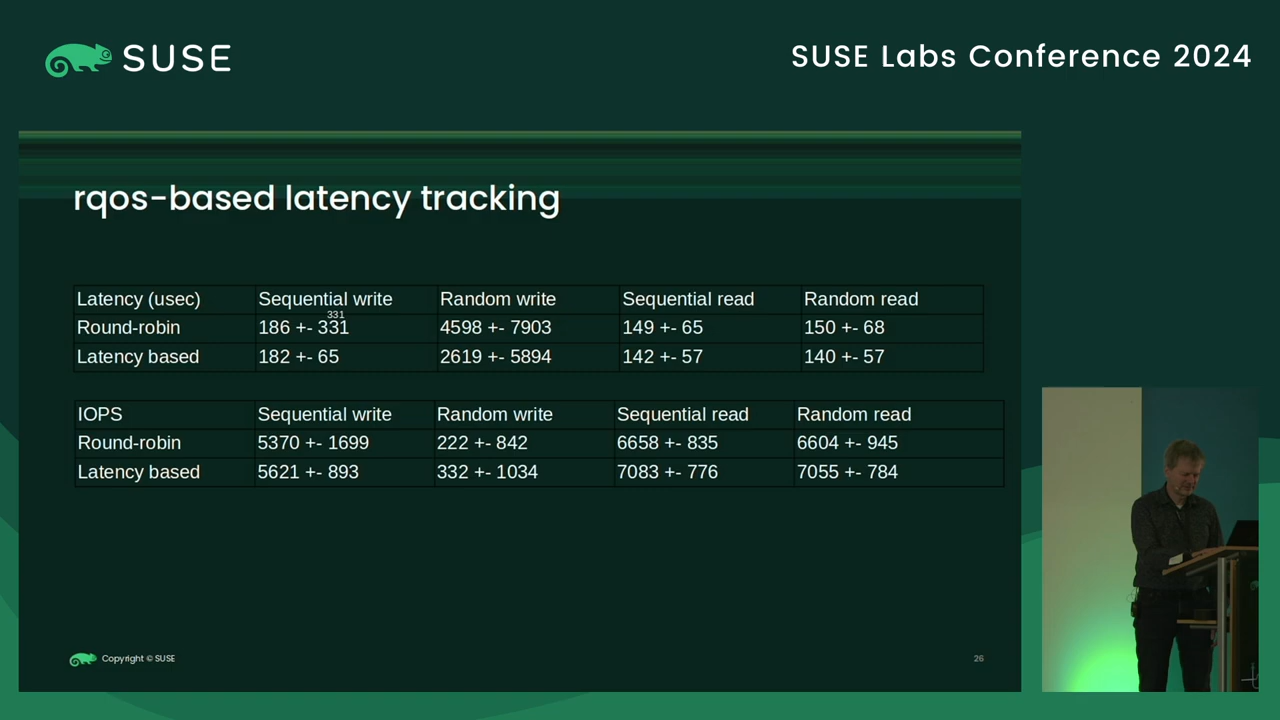 SUSE
SUSE Labs Conference 2024
rqos-based latency tracking
Latency (usec) Sequential write Random write Sequential read Random read
331
Round-robin 186 +- 331 4598 +- 7903 149 +- 65 150 +- 68
Latency based 182 +- 65 2619 +- 5894 142 +- 57 140 +- 57
IOPS Sequential write Random write Sequential read Random read
Round-robin 5370 +- 1699 222 +- 842 6658 +- 835 6604 +- 945
Latency based 5621 +- 893 332 +- 1034 7083 +- 776 7055 +- 784
Copyright © SUSE
26